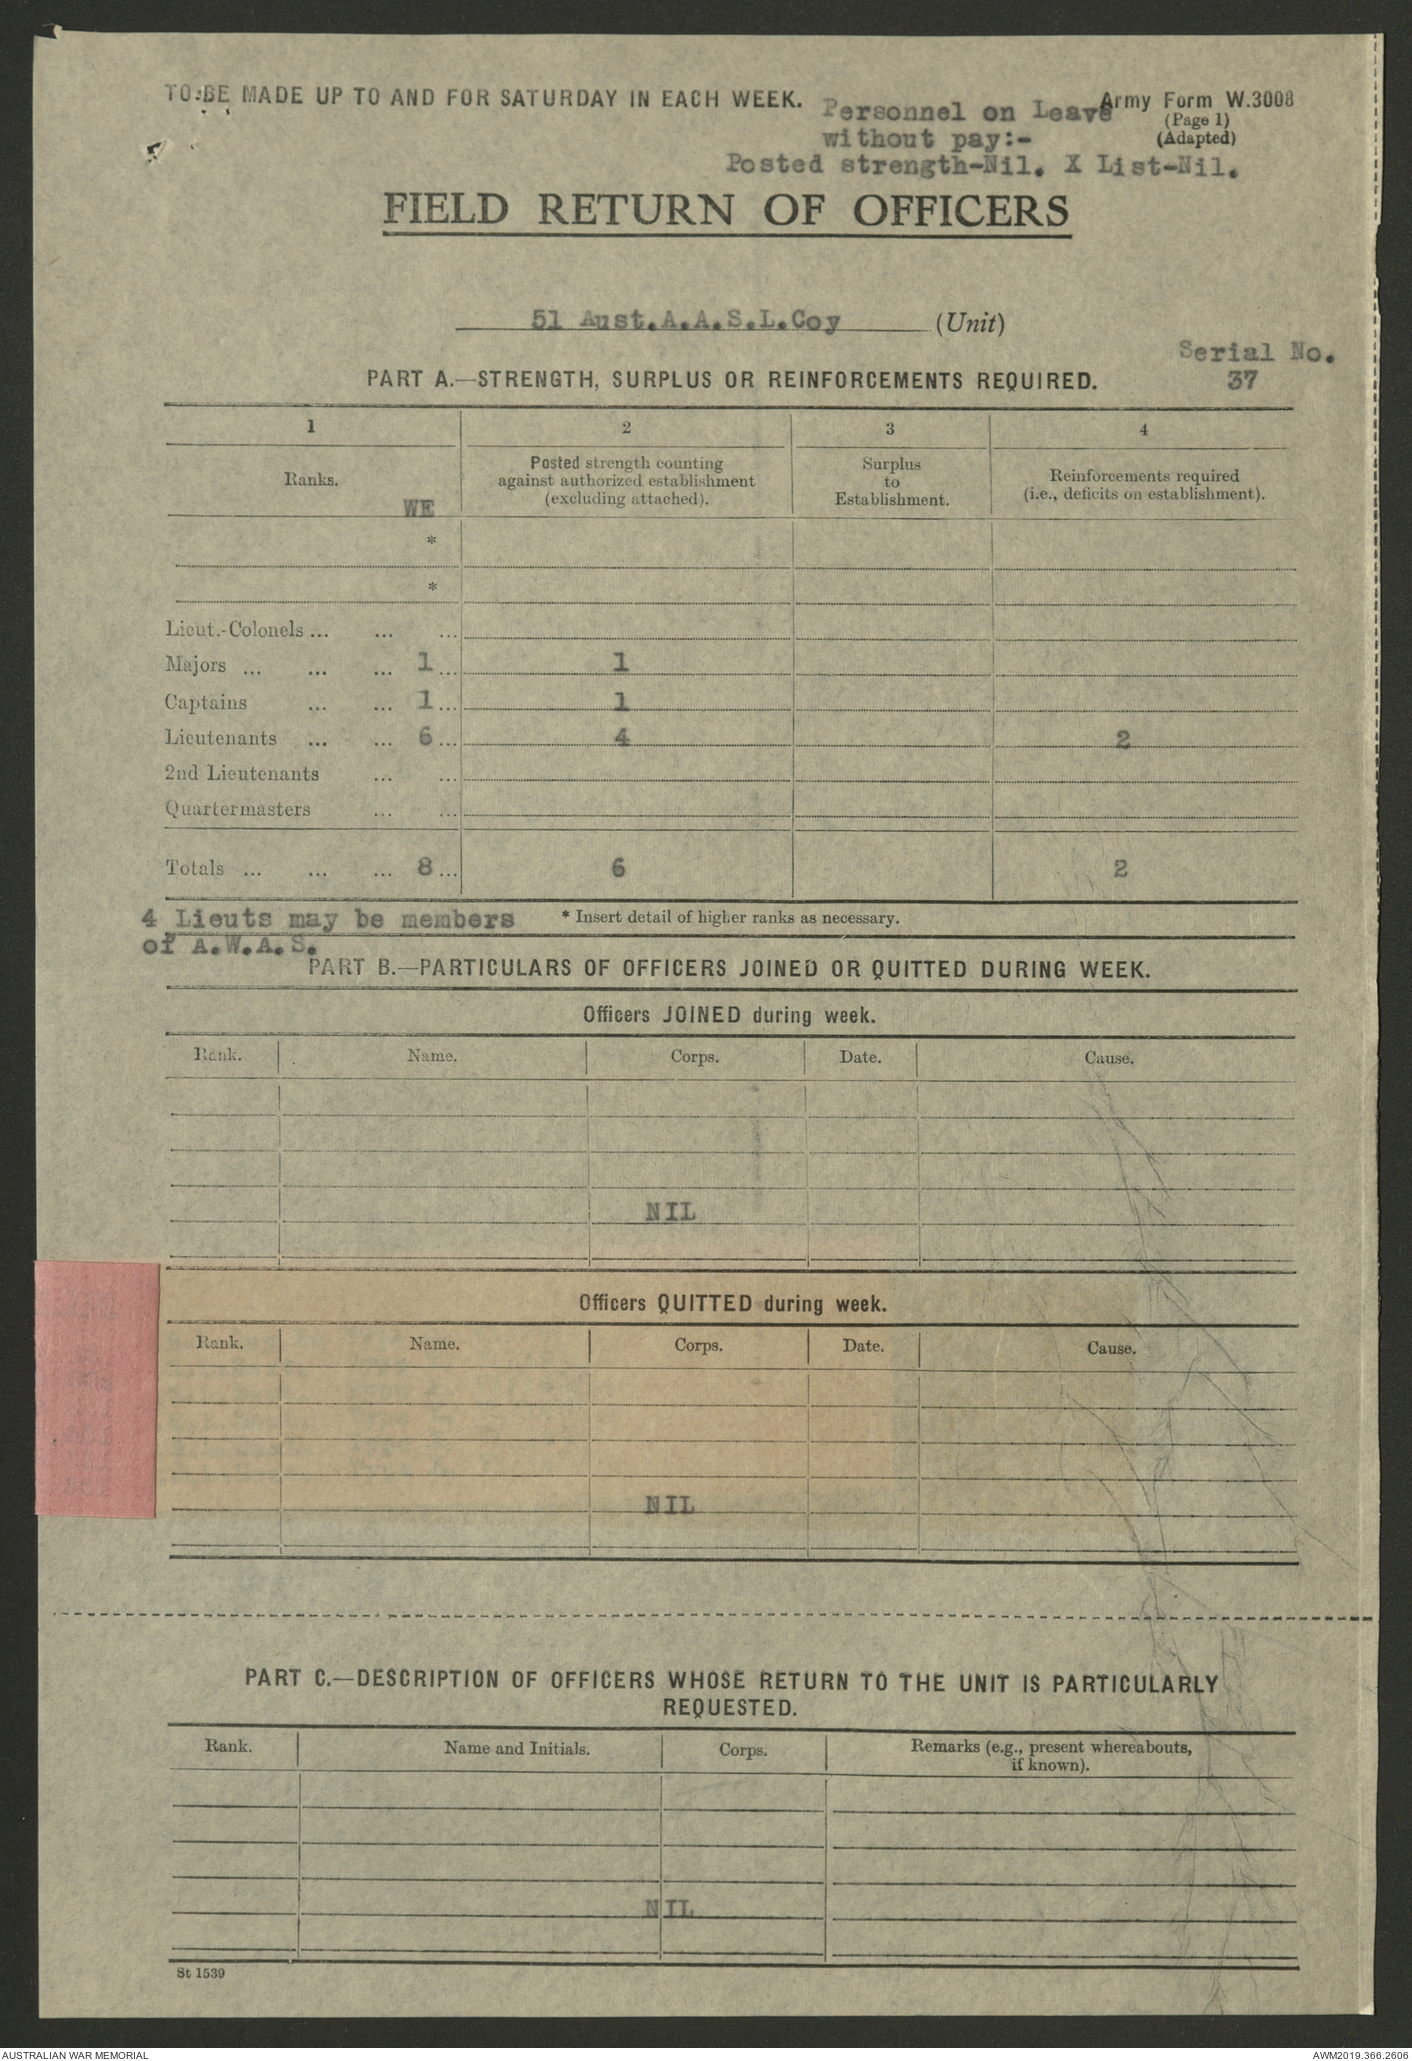 TO BE MADE UP TO AND FOR SATURDAY IN EACH WEEK.
Army Form W.3008
(Page 1)
(Adapted)
Personnel on Leave
without pay:-
Posted strength-Nil. X List-Nil.
FIELD RETURN OF OFFICERS
51 Aust.A.A.S.L.Coy (Unit)
Serial No.
37
PART A.—STRENGTH, SURPLUS OR REINFORCEMENTS REQUIRED.
1 2 3 4
Ranks. WE
Posted strength counting
against authorized establishment
(excluding attached).
Surplus
to
Establishment.
Reinforcements required
(i.e., deficits on establishment).
*
*
Lieut.-Colonels ... ... ...
Majors ... ... ... 1 ... 1
Captains ... ... 1 ... 1
Lieutenants ... ... 6 ... 4 2
2nd Lieutenants ... ...
Quartermasters ... ...
Totals ... ... ... 8 ... 6 2
4 Lieuts may be members
of A.W.A.S.
* Insert detail of higher ranks as necessary.
PART B.—PARTICULARS OF OFFICERS JOINED OR QUITTED DURING WEEK.
Officers JOINED during week.
Rank. Name. Corps. Date. Cause.
NIL
Officers QUITTED during week.
Rank. Name. Corps. Date. Cause.
NIL
PART C.—DESCRIPTION OF OFFICERS WHOSE RETURN TO THE UNIT IS PARTICULARLY
REQUESTED.
Rank. Name and Initials. Corps. Remarks (e.g., present whereabouts,
if known).
NIL
St 1539
AUSTRALIAN WAR MEMORIAL AWM2019.366.2606